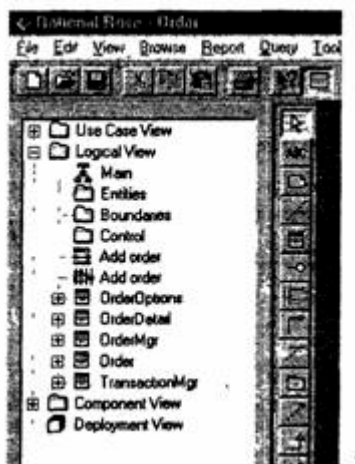 Rational Rose - Order
File Edit View Browse Report Query Tool
Use Case View
Logical View
Main
Entities
Boundaries
Control
Add order
Add order
OrderOptions
OrderDetail
OrderMgr
Order
TransactionMgr
Component View
Deployment View
ABC